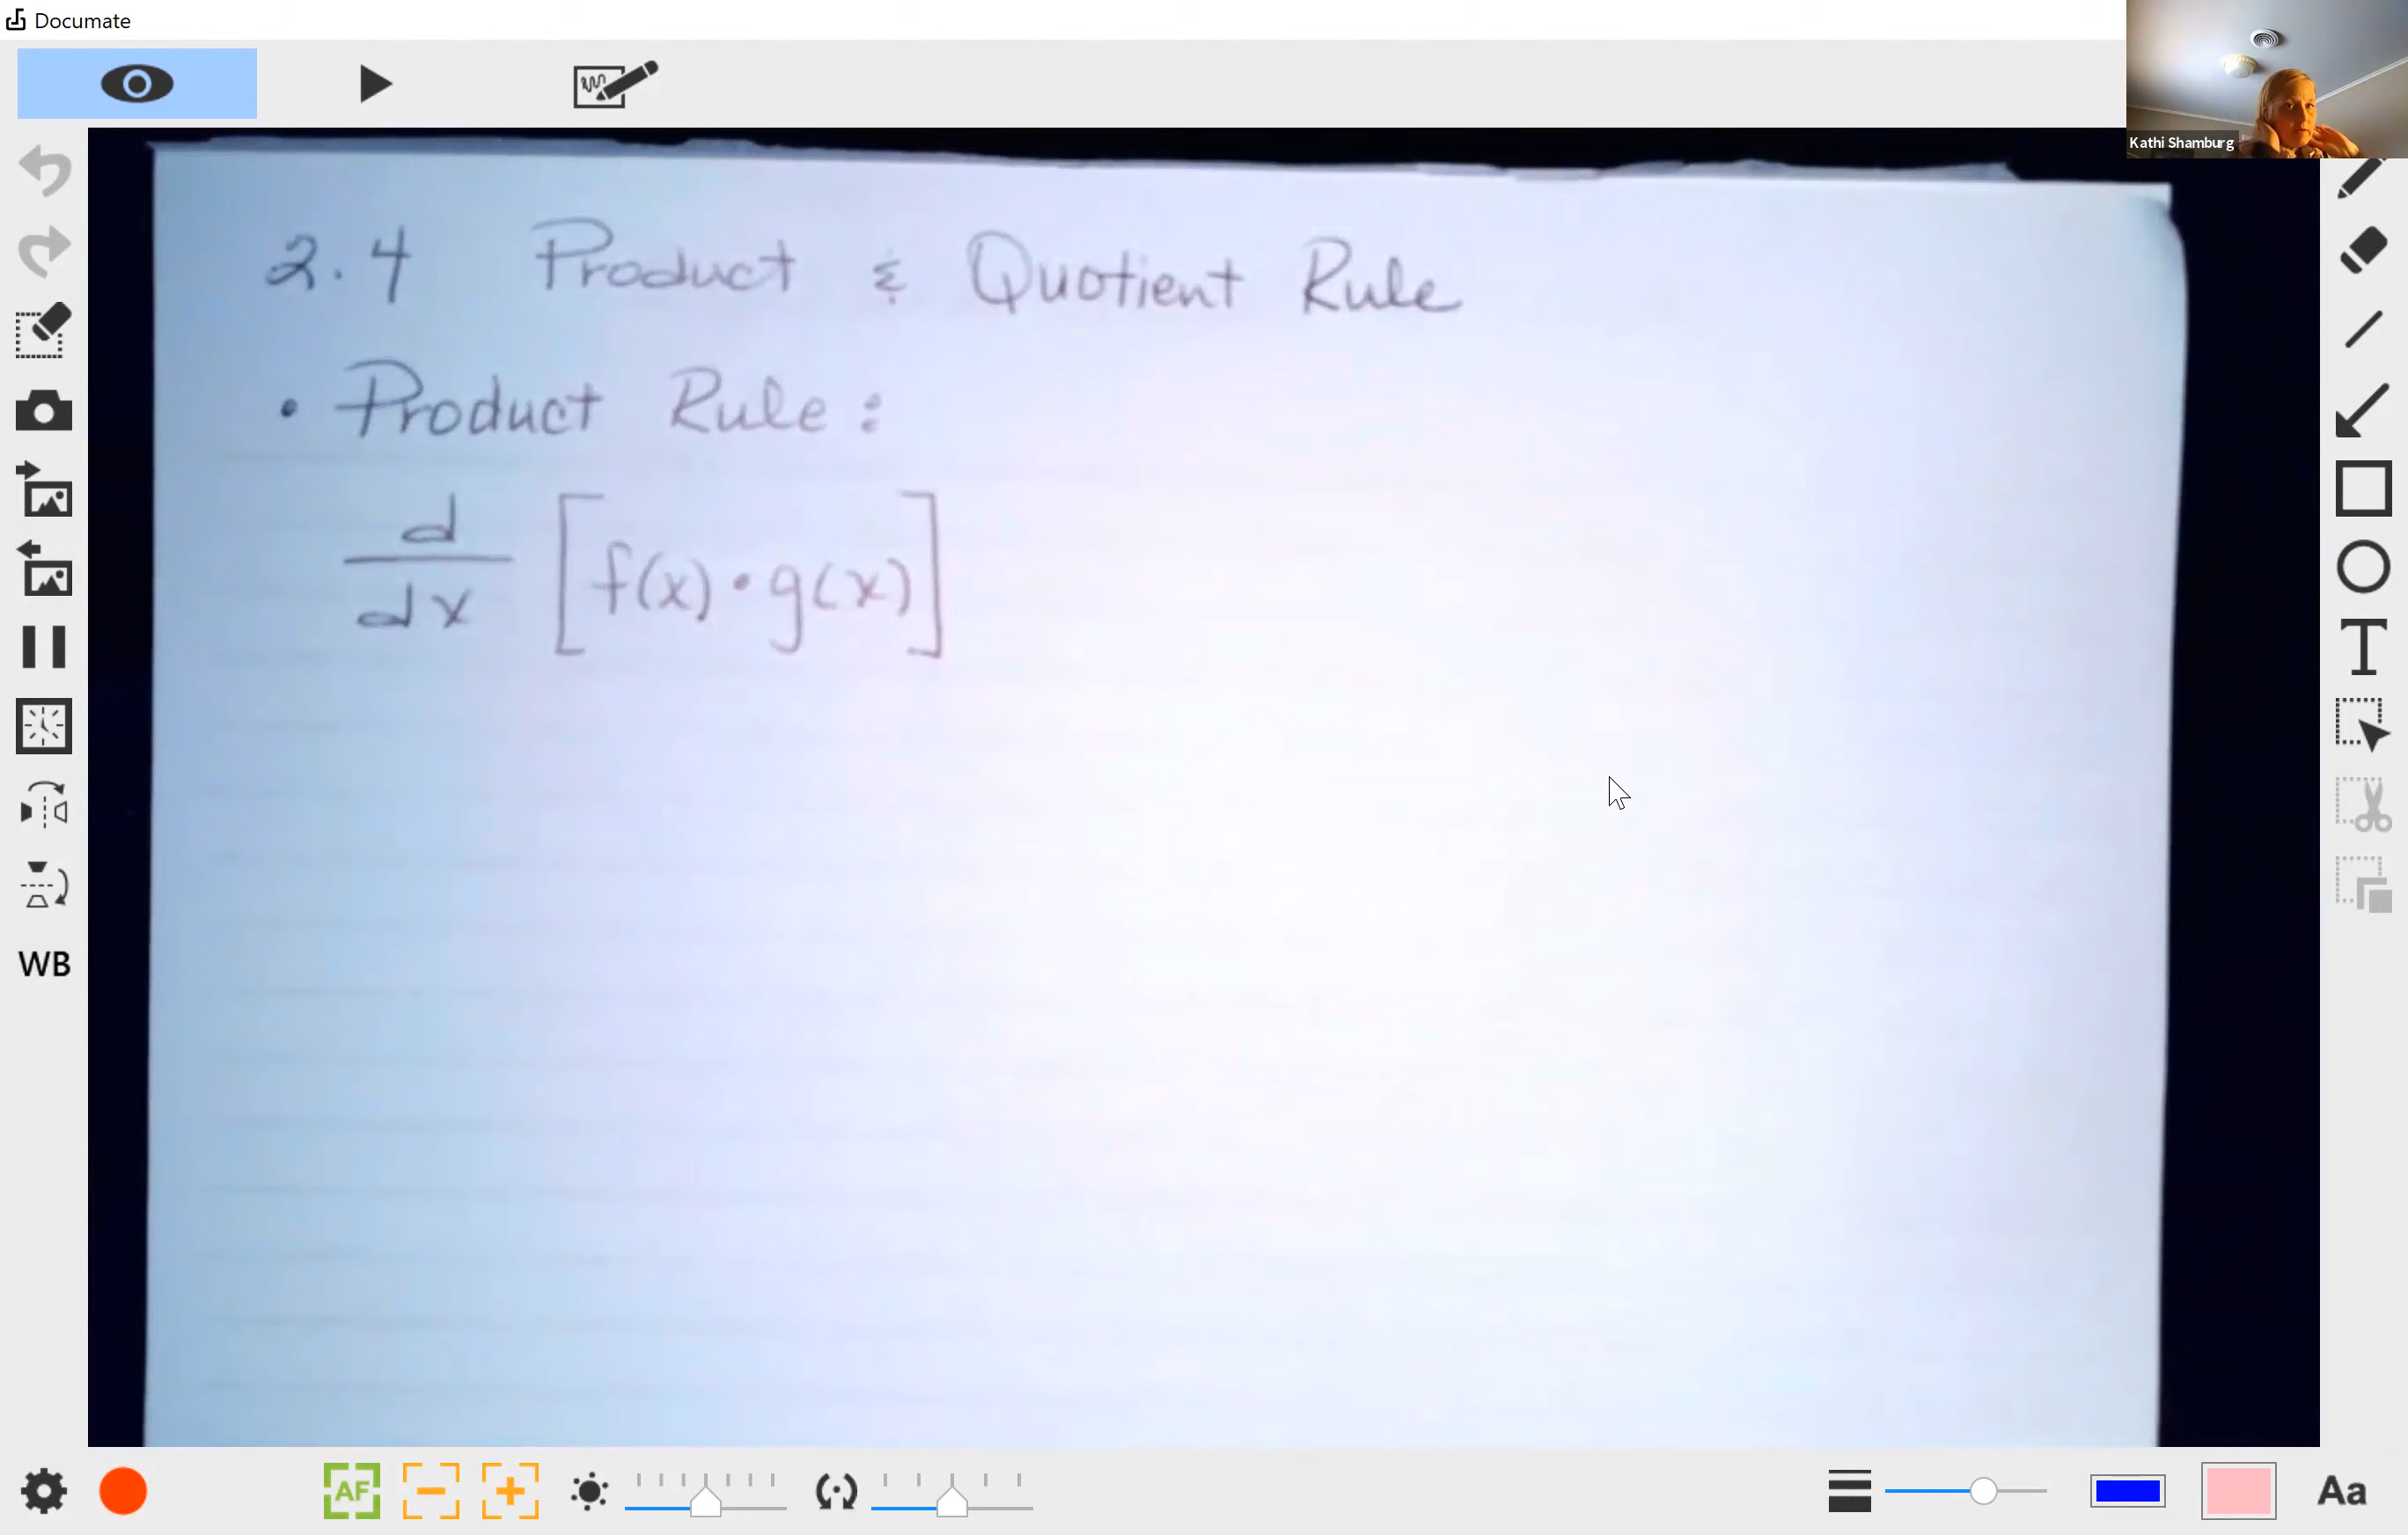 Documate
Kathi Shamburg
2.4 Product & Quotient Rule
• Product Rule:
d/dx [f(x)•g(x)]
WB
T
AF
Aa